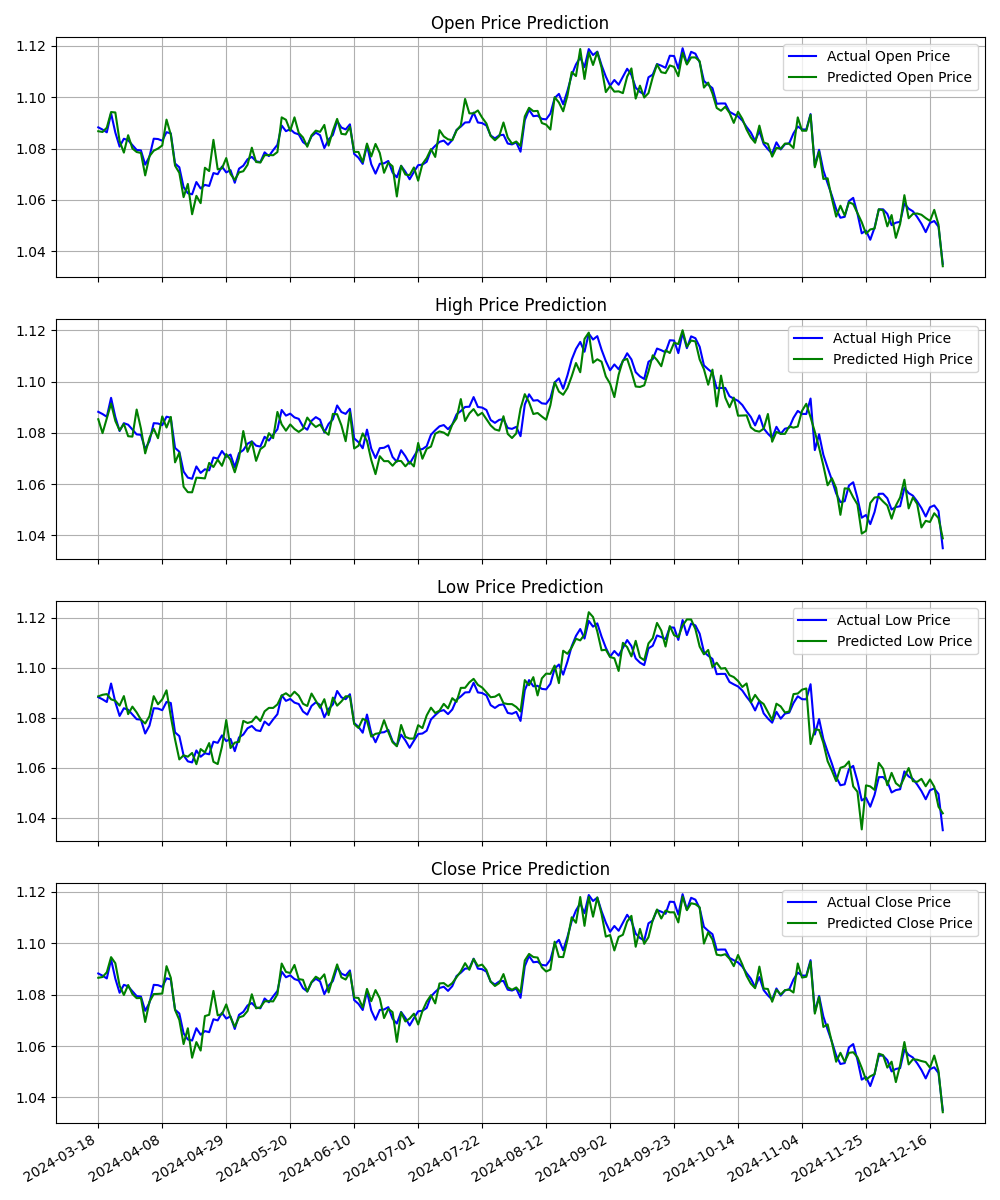 Open Price Prediction
1.12
1.10
1.08
1.06
1.04
Actual Open Price
Predicted Open Price
High Price Prediction
1.12
1.10
1.08
1.06
1.04
Actual High Price
Predicted High Price
Low Price Prediction
1.12
1.10
1.08
1.06
1.04
Actual Low Price
Predicted Low Price
Close Price Prediction
1.12
1.10
1.08
1.06
1.04
Actual Close Price
Predicted Close Price
2024-03-18
2024-04-08
2024-04-29
2024-05-20
2024-06-10
2024-07-01
2024-07-22
2024-08-12
2024-09-02
2024-09-23
2024-10-14
2024-11-04
2024-11-25
2024-12-16